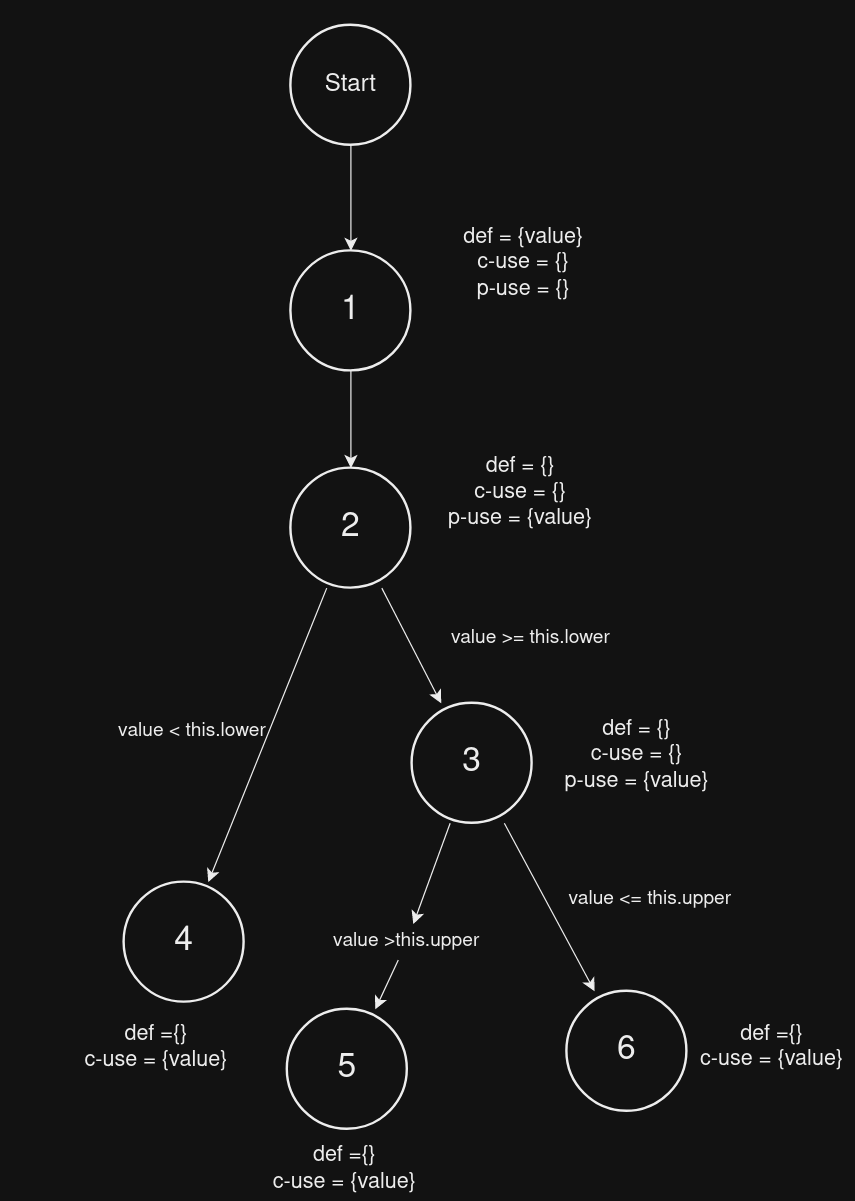 Start
def = {value}
c-use = {}
p-use = {}
1
def = {}
c-use = {}
p-use = {value}
2
value >= this.lower
value < this.lower
def = {}
c-use = {}
p-use = {value}
3
value <= this.upper
value >this.upper
4
def ={}
c-use = {value}
5
def ={}
c-use = {value}
6
def ={}
c-use = {value}